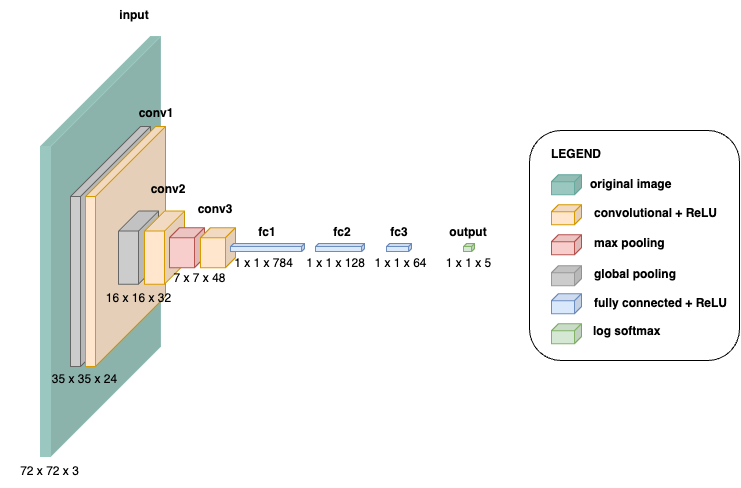 input
conv1
conv2
conv3
fc1
fc2
fc3
output
1 x 1 x 784
1 x 1 x 128
1 x 1 x 64
1 x 1 x 5
7 x 7 x 48
16 x 16 x 32
35 x 35 x 24
72 x 72 x 3
LEGEND
original image
convolutional + ReLU
max pooling
global pooling
fully connected + ReLU
log softmax